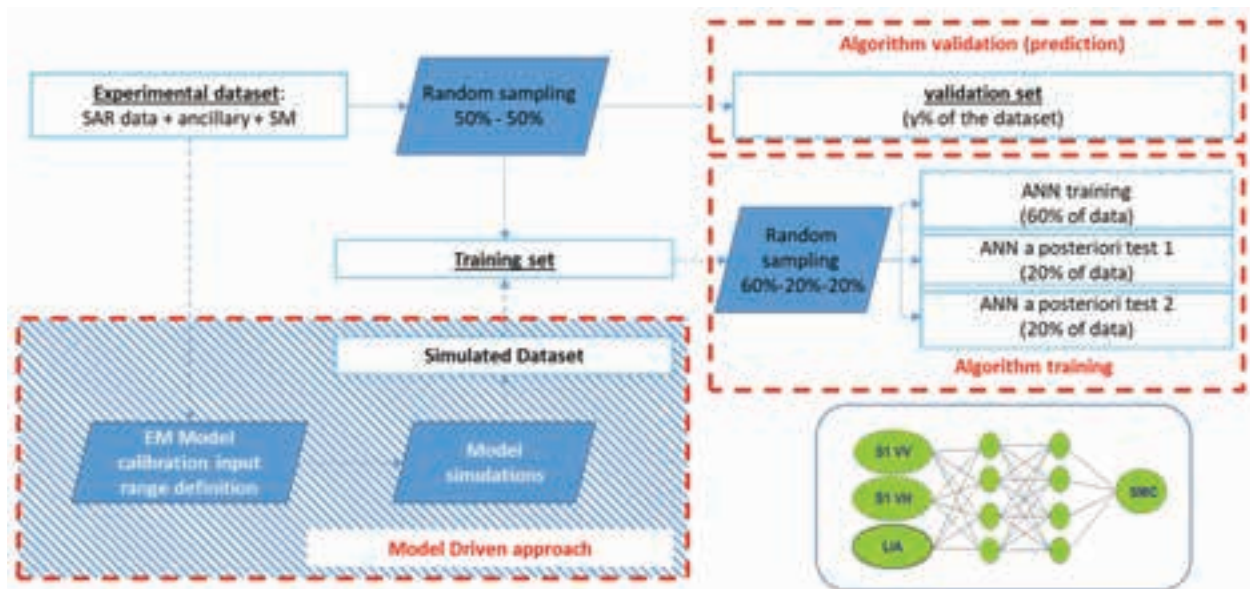 Algorithm validation (prediction)
Experimental dataset:
SAR data + ancillary + SM
Random sampling
50% - 50%
validation set
(γ% of the dataset)
ANN training
(60% of data)
Random
sampling
60%-20%-20%
ANN a posteriori test 1
(20% of data)
ANN a posteriori test 2
(20% of data)
Algorithm training
Training set
Simulated Dataset
EM Model
calibration input
range definition
Model
simulations
Model Driven approach
S1 VV
S1 VH
LIA
SMC